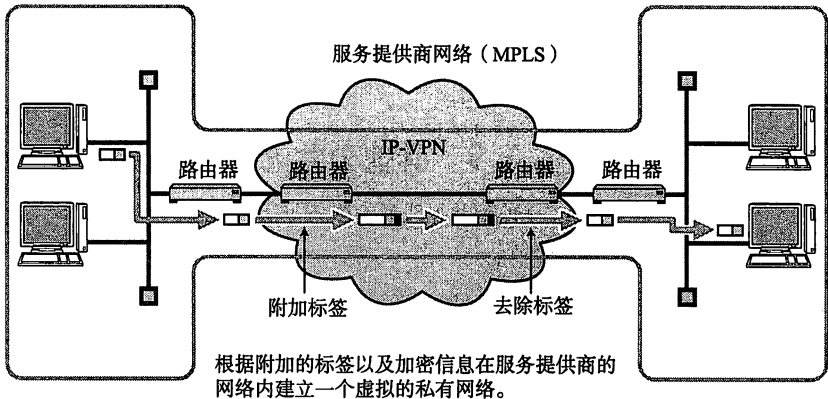 服务提供商网络（MPLS）
IP-VPN
路由器
路由器
路由器
路由器
附加标签
去除标签
根据附加的标签以及加密信息在服务提供商的
网络内建立一个虚拟的私有网络。